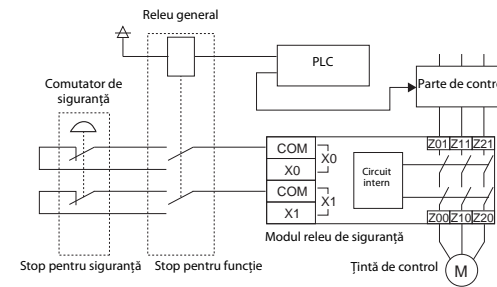 Releu general
PLC
Parte de contro
Comutator de
siguranță
COM
X0
X0
COM
X1
X1
Circuit
intern
Z01 Z11 Z21
Z00 Z10 Z20
Modul releu de siguranță
Stop pentru siguranță
Stop pentru funcție
Țintă de control
M